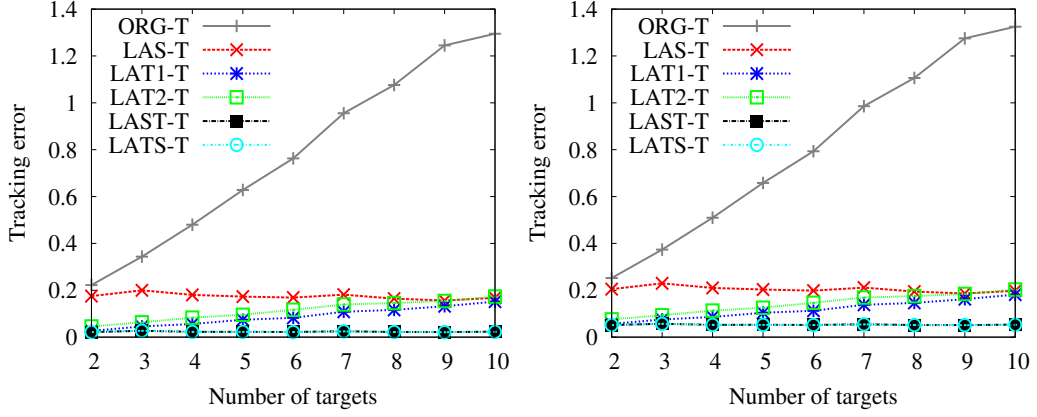 Tracking error
1.4
1.2
1
0.8
0.6
0.4
0.2
0
ORG-T
LAS-T
LAT1-T
LAT2-T
LAST-T
LATS-T
2 3 4 5 6 7 8 9 10
Number of targets
Tracking error
1.4
1.2
1
0.8
0.6
0.4
0.2
0
ORG-T
LAS-T
LAT1-T
LAT2-T
LAST-T
LATS-T
2 3 4 5 6 7 8 9 10
Number of targets